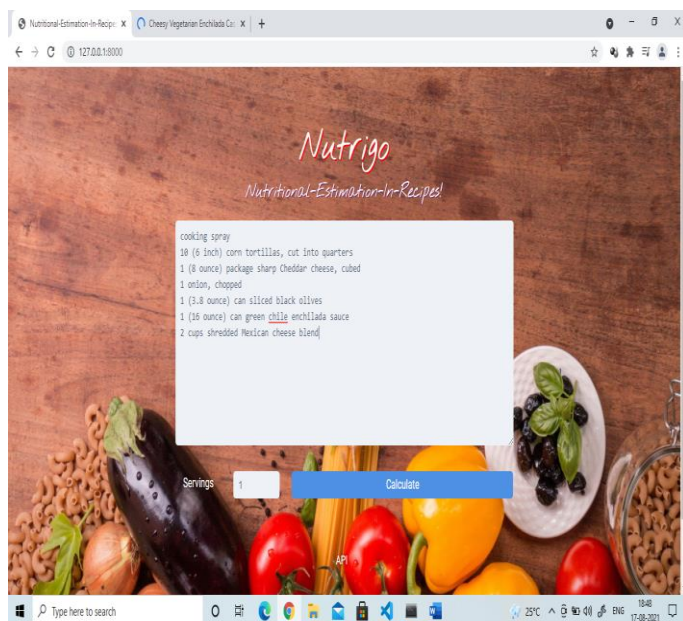 Nutritional-Estimation-In-Recipe
Cheesy Vegetarian Enchilada Ca
127.0.0.1:8000
Nutrigo
Nutritional-Estimation-In-Recipes!
cooking spray
10 (6 inch) corn tortillas, cut into quarters
1 (8 ounce) package sharp Cheddar cheese, cubed
1 onion, chopped
1 (3.8 ounce) can sliced black olives
1 (16 ounce) can green chile enchilada sauce
2 cups shredded Mexican cheese blend
Servings 1 Calculate
API
Type here to search 25°C ENG 18:48
17-08-2021